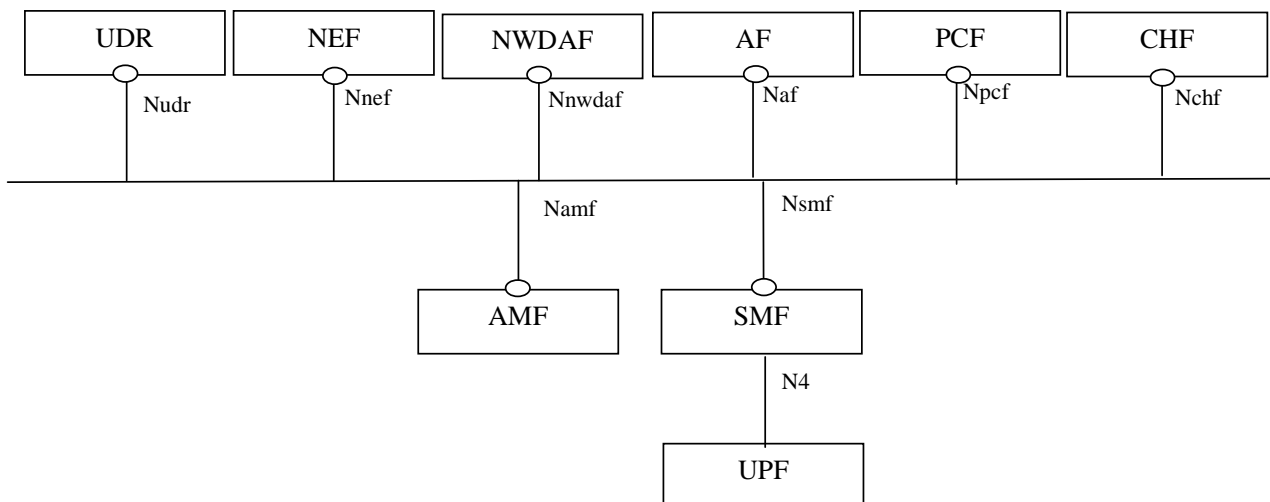 UDR NEF NWDAF AF PCF CHF
Nudr Nnef Nnwdaf Naf Npcf Nchf
Namf Nsmf
AMF SMF
N4
UPF